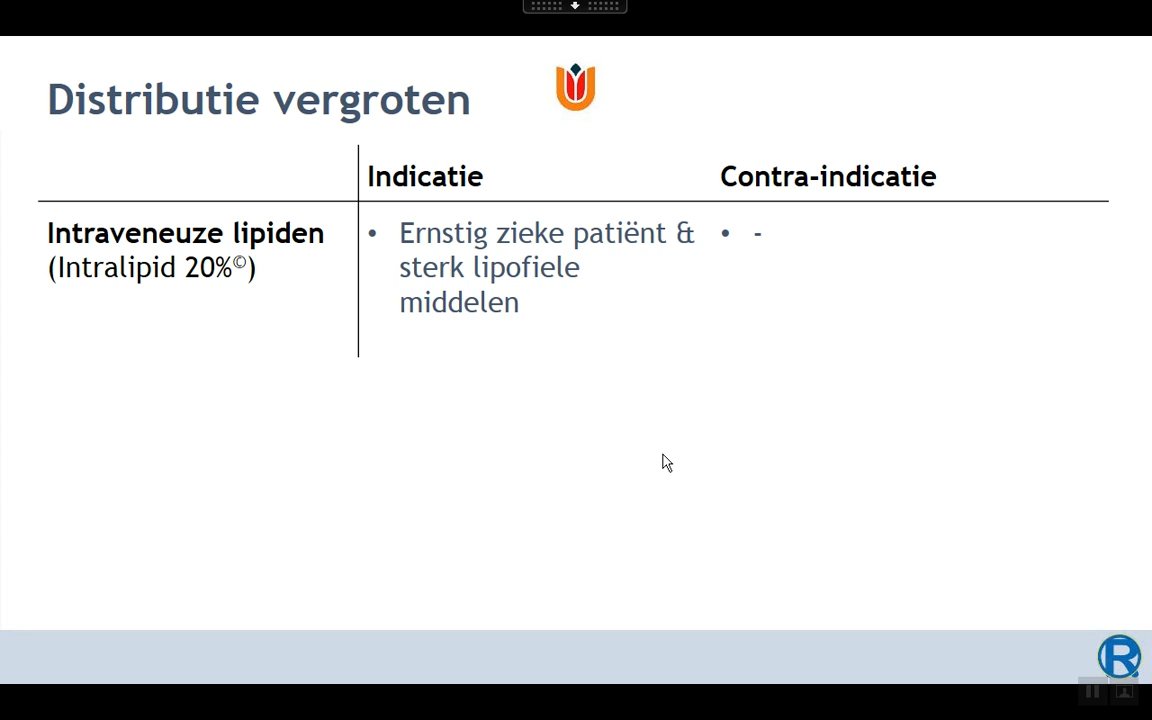 Distributie vergroten
Indicatie
Contra-indicatie
Intraveneuze lipiden
(Intralipid 20%©)
• Ernstig zieke patiënt &
sterk lipofiele
middelen
• -
R